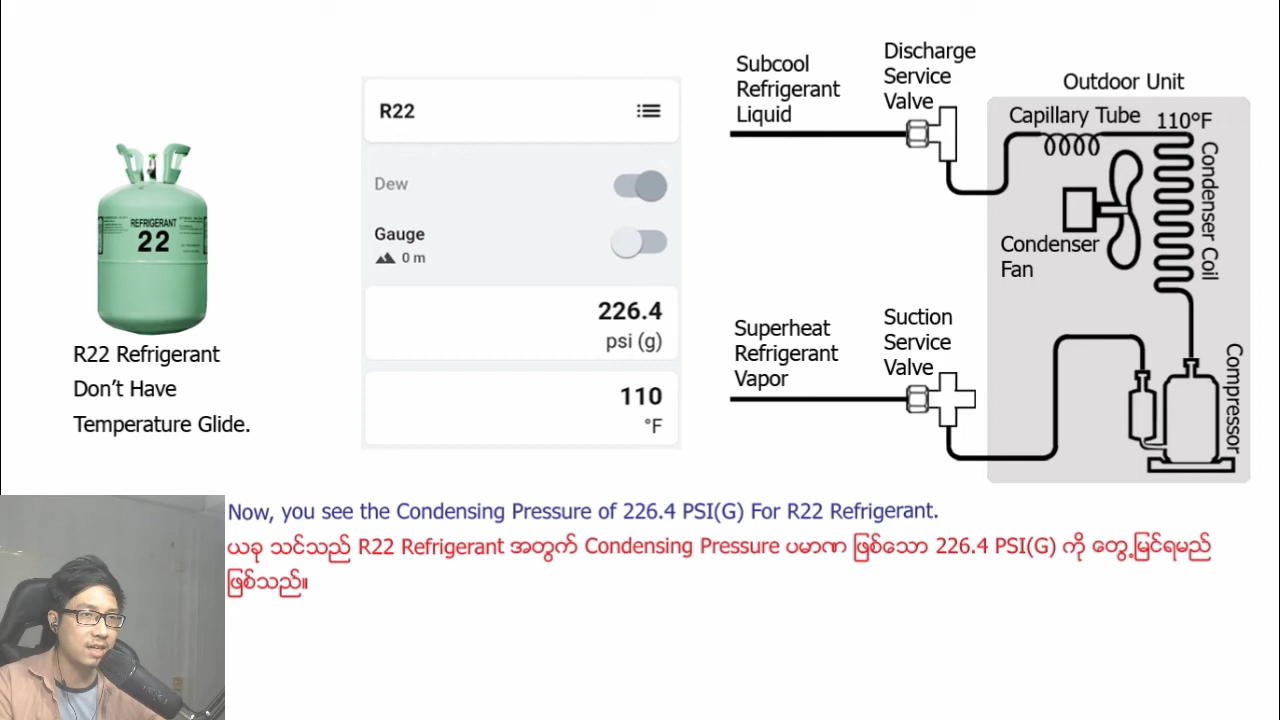 REFRIGERANT
22
R22 Refrigerant
Don't Have
Temperature Glide.
R22
Dew
Gauge
0 m
226.4
psi (g)
110
°F
Subcool
Refrigerant
Liquid
Discharge
Service
Valve
Outdoor Unit
Capillary Tube
110°F
Condenser Coil
Condenser
Fan
Superheat
Refrigerant
Vapor
Suction
Service
Valve
Compressor
Now, you see the Condensing Pressure of 226.4 PSI(G) For R22 Refrigerant.
ယခု သင်သည် R22 Refrigerant အတွက် Condensing Pressure ပမာဏ ဖြစ်သော 226.4 PSI(G) ကို တွေ့မြင်ရမည်
ဖြစ်သည်။